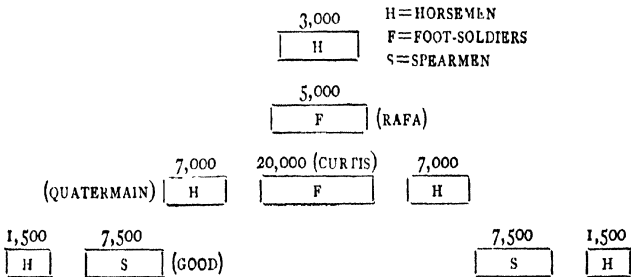 3,000 H=HORSEMEN
H F=FOOT-SOLDIERS
S=SPEARMEN
5,000
F (RAFA)
7,000 20,000 (CURTIS) 7,000
(QUATERMAIN) H F H
1,500 7,500 7,500 1,500
H S (GOOD) S H